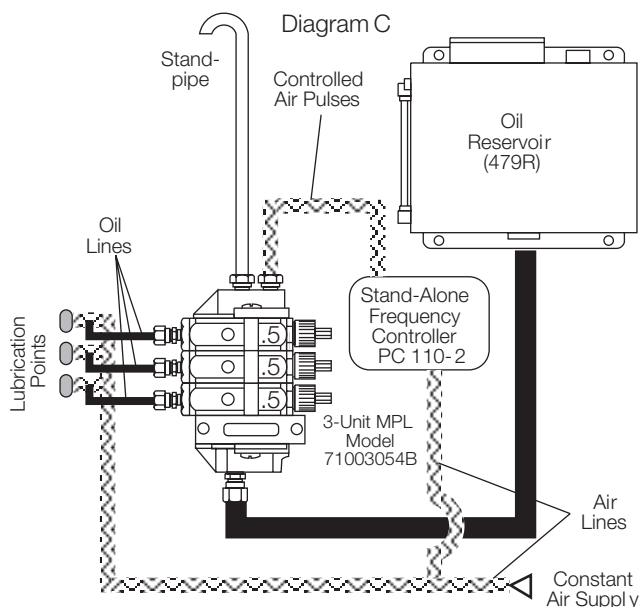 Diagram C
Stand-
pipe
Controlled
Air Pulses
Oil
Reservoir
(479R)
Oil
Lines
Stand-Alone
Frequency
Controller
PC 110-2
Lubrication
Points
.5
.5
.5
3-Unit MPL
Model
71003054B
Air
Lines
Constant
Air Supply